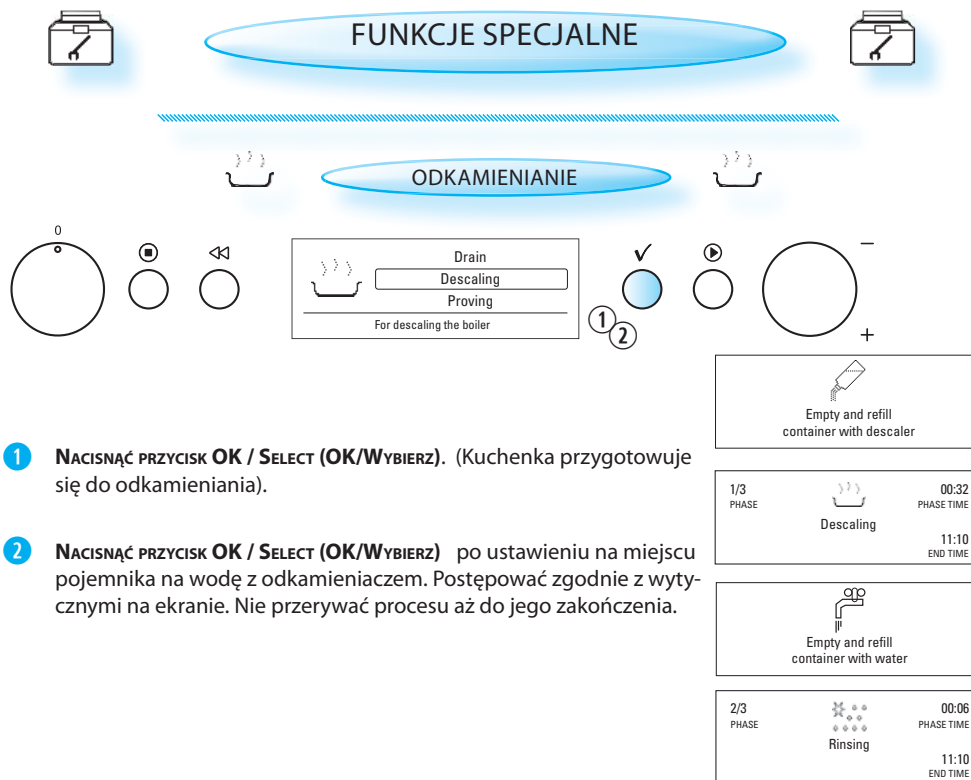 FUNKCJE SPECJALNE
ODKAMIENIANIE
0
Drain
Descaling
Proving
For descaling the boiler
1
2
−
+
Empty and refill
container with descaler
1 NACISNĄĆ PRZYCISK OK / SELECT (OK/WYBIERZ). (Kuchenka przygotowuje
się do odkamieniania).
1/3 00:32
PHASE PHASE TIME
Descaling
11:10
END TIME
2 NACISNĄĆ PRZYCISK OK / SELECT (OK/WYBIERZ) po ustawieniu na miejscu
pojemnika na wodę z odkamieniaczem. Postępować zgodnie z wyty-
cznymi na ekranie. Nie przerywać procesu aż do jego zakończenia.
Empty and refill
container with water
2/3 00:06
PHASE PHASE TIME
Rinsing
11:10
END TIME